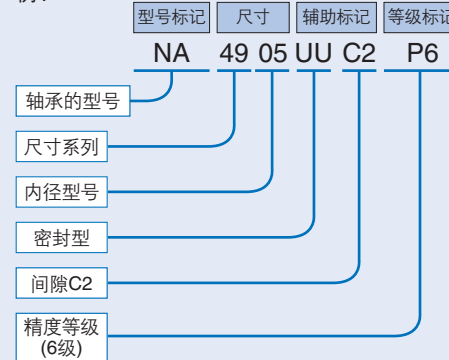 型号标记 尺寸 辅助标记 等级标记
NA 49 05 UU C2 P6
轴承的型号
尺寸系列
内径型号
密封型
间隙C2
精度等级
(6级)